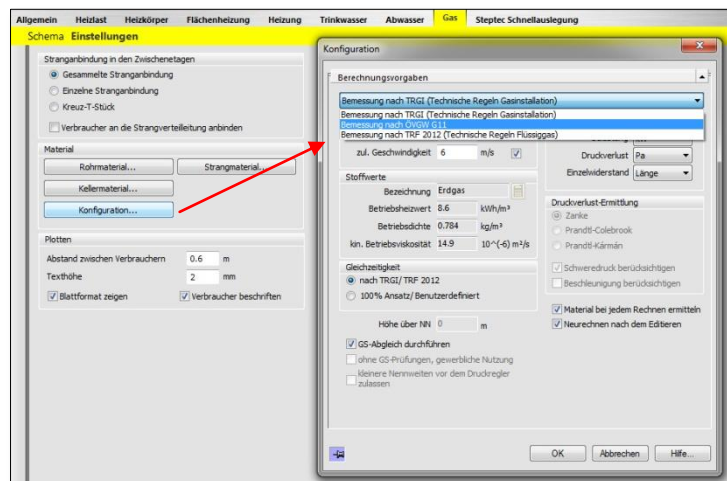 Allgemein Heizlast Heizkörper Flächenheizung Heizung Trinkwasser Abwasser Gas Steptec Schnellauslegung
Schema Einstellungen
Stranganbindung in den Zwischenetagen
Gesammelte Stranganbindung
Einzelne Stranganbindung
Kreuz-T-Stück
Verbraucher an die Strangverteilleitung anbinden
Material
Rohrmaterial... Strangmaterial...
Kellermaterial...
Konfiguration...
Plotten
Abstand zwischen Verbrauchern 0.6 m
Texthöhe 2 mm
Blattformat zeigen Verbraucher beschriften
Konfiguration
Berechnungsvorgaben
Bemessung nach TRGI (Technische Regeln Gasinstallation)
Bemessung nach TRGI (Technische Regeln Gasinstallation)
Bemessung nach ÖVGW G11
Bemessung nach TRF 2012 (Technische Regeln Flüssiggas)
zul. Geschwindigkeit 6 m/s
Druckverlust Pa
Einzelwiderstand Länge
Stoffwerte
Bezeichnung Erdgas
Betriebsheizwert 8.6 kWh/m³
Betriebsdichte 0.784 kg/m³
kin. Betriebsviskosität 14.9 10^(-6) m²/s
Druckverlust-Ermittlung
Zanke
Prandtl-Colebrook
Prandtl-Kármán
Schweredruck berücksichtigen
Beschleunigung berücksichtigen
Gleichzeitigkeit
nach TRGI/ TRF 2012
100% Ansatz/ Benutzerdefiniert
Höhe über NN 0 m
Material bei jedem Rechnen ermitteln
Neurechnen nach dem Editieren
GS-Abgleich durchführen
ohne GS-Prüfungen, gewerbliche Nutzung
kleinere Nennweiten vor dem Druckregler
zulassen
OK Abbrechen Hilfe...